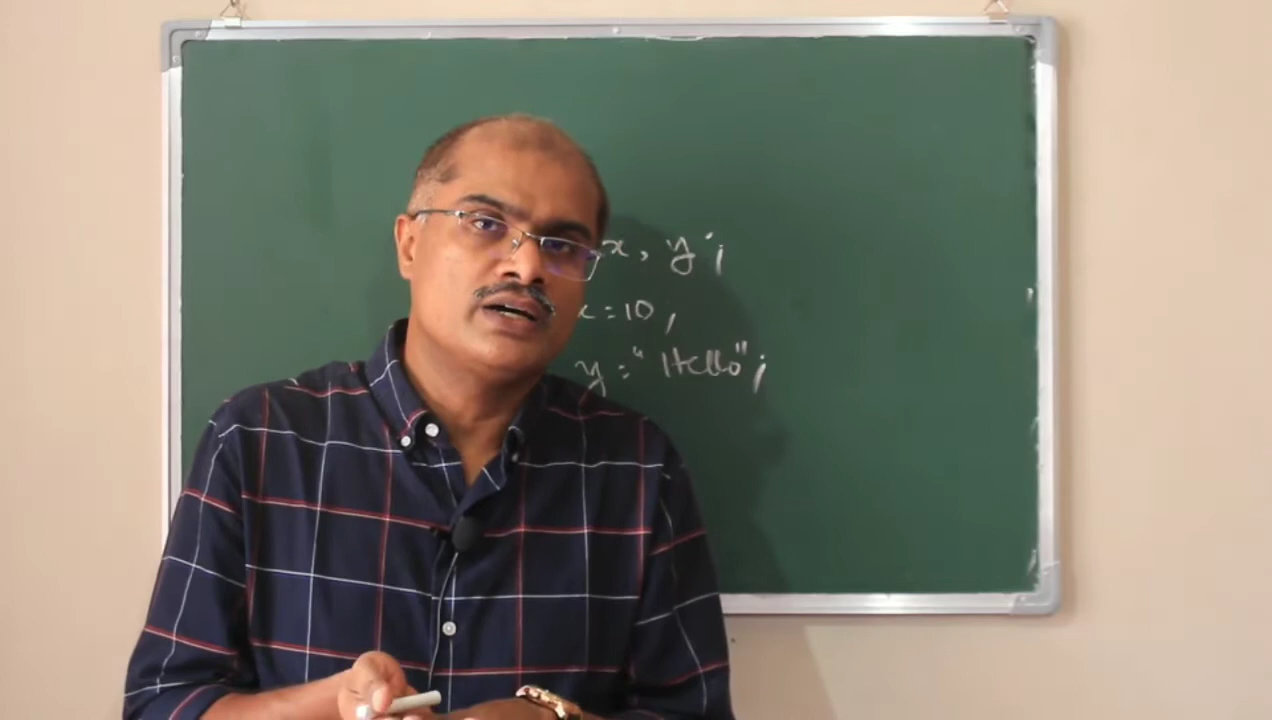 x, y;
x=10,
y="Hello";